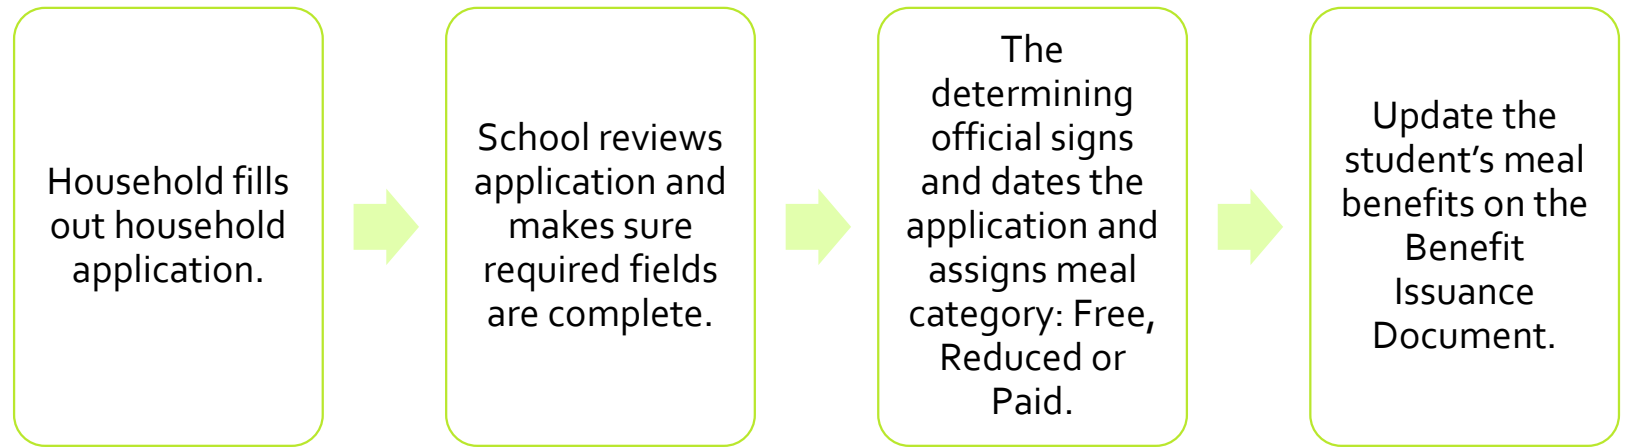 Household fills
out household
application.
School reviews
application and
makes sure
required fields
are complete.
The
determining
official signs
and dates the
application and
assigns meal
category: Free,
Reduced or
Paid.
Update the
student’s meal
benefits on the
Benefit
Issuance
Document.